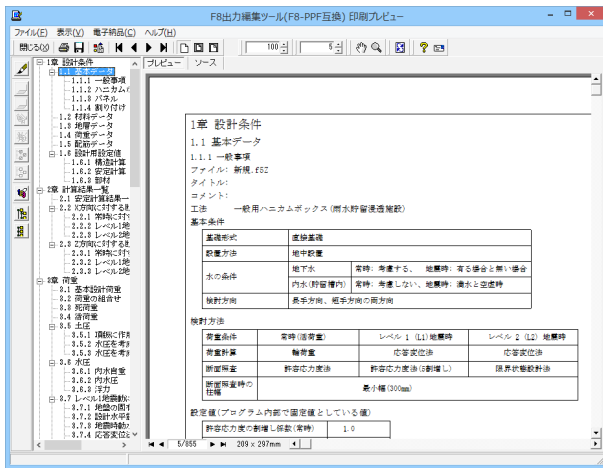 F8出力編集ツール(F8-PPF互換) 印刷プレビュー
ファイル(F) 表示(V) 電子納品(C) ヘルプ(H)
閉じる(X) 100 5
1章 設計条件
1.1 基本データ
1.1.1 一般事項
1.1.2 ハニカムボ
1.1.3 パネル
1.1.4 割り付け
1.2 材料データ
1.3 地層データ
1.4 荷重データ
1.5 配筋データ
1.6 設計用設定値
1.6.1 構造計算
1.6.2 安定計算
1.6.3 部材
2章 計算結果一覧
2.1 安定計算結果一
2.2 X方向に対する
2.2.1 常時に対す
2.2.2 レベル1地
2.2.3 レベル2地
2.3 Z方向に対する
2.3.1 常時に対す
2.3.2 レベル1地
2.3.3 レベル2地
3章 荷重
3.1 基本設計荷重
3.2 荷重の組合せ
3.3 死荷重
3.4 活荷重
3.5 土圧
3.5.1 頂版に作用
3.5.2 水圧を考
3.5.3 水圧を考
3.6 水圧
3.6.1 内水自重
3.6.2 内水圧
3.6.3 浮力
3.7 レベル1地震動に
3.7.1 地盤の固有
3.7.2 設計水平震
3.7.3 地震時動
3.7.4 応答変位
プレビュー ソース
1章 設計条件
1.1 基本データ
1.1.1 一般事項
ファイル: 新規.f5Z
タイトル:
コメント:
工法 一般用ハニカムボックス(雨水貯留浸透施設)
基本条件
基礎形式 直接基礎
設置方法 地中設置
水の条件 地下水 常時: 考慮する、 地震時: 有る場合と無い場合
内水(貯留槽内) 常時: 考慮しない、地震時: 満水と空虚時
検討方向 長手方向、短手方向の両方向
検討方法
荷重条件 常時(活荷重) レベル 1 (L1)地震時 レベル 2 (L2) 地震時
荷重計算 輪荷重 応答変位法 応答変位法
断面照査 許容応力度法 許容応力度法(5割増し) 限界状態設計法
断面照査時の柱幅 最小幅(300mm)
設定値(プログラム内部で固定値としている値)
許容応力度の割増し係数(常時) 1.0
5/855 209 x 297mm